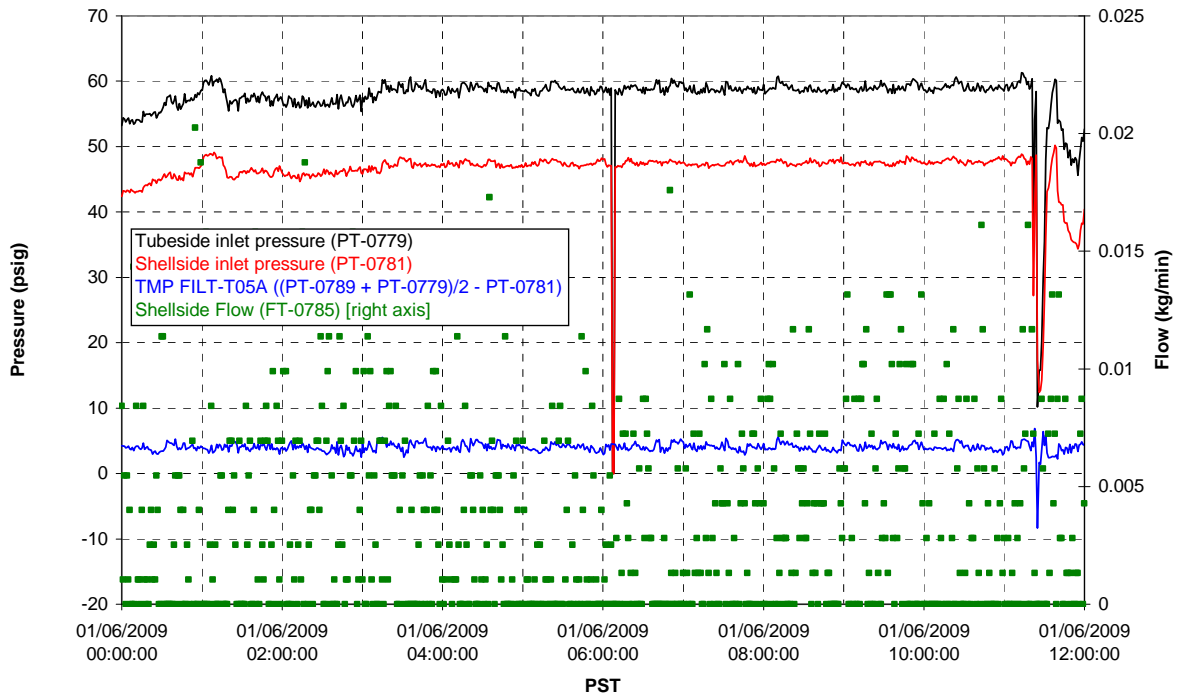 70
60
50
40
30
20
10
0
-10
-20
Pressure (psig)
Tubeside inlet pressure (PT-0779)
Shellside inlet pressure (PT-0781)
TMP FILT-T05A ((PT-0789 + PT-0779)/2 - PT-0781)
Shellside Flow (FT-0785) [right axis]
0.025
0.02
0.015
0.01
0.005
0
Flow (kg/min)
01/06/2009 01/06/2009 01/06/2009 01/06/2009 01/06/2009 01/06/2009 01/06/2009
00:00:00 02:00:00 04:00:00 06:00:00 08:00:00 10:00:00 12:00:00
PST